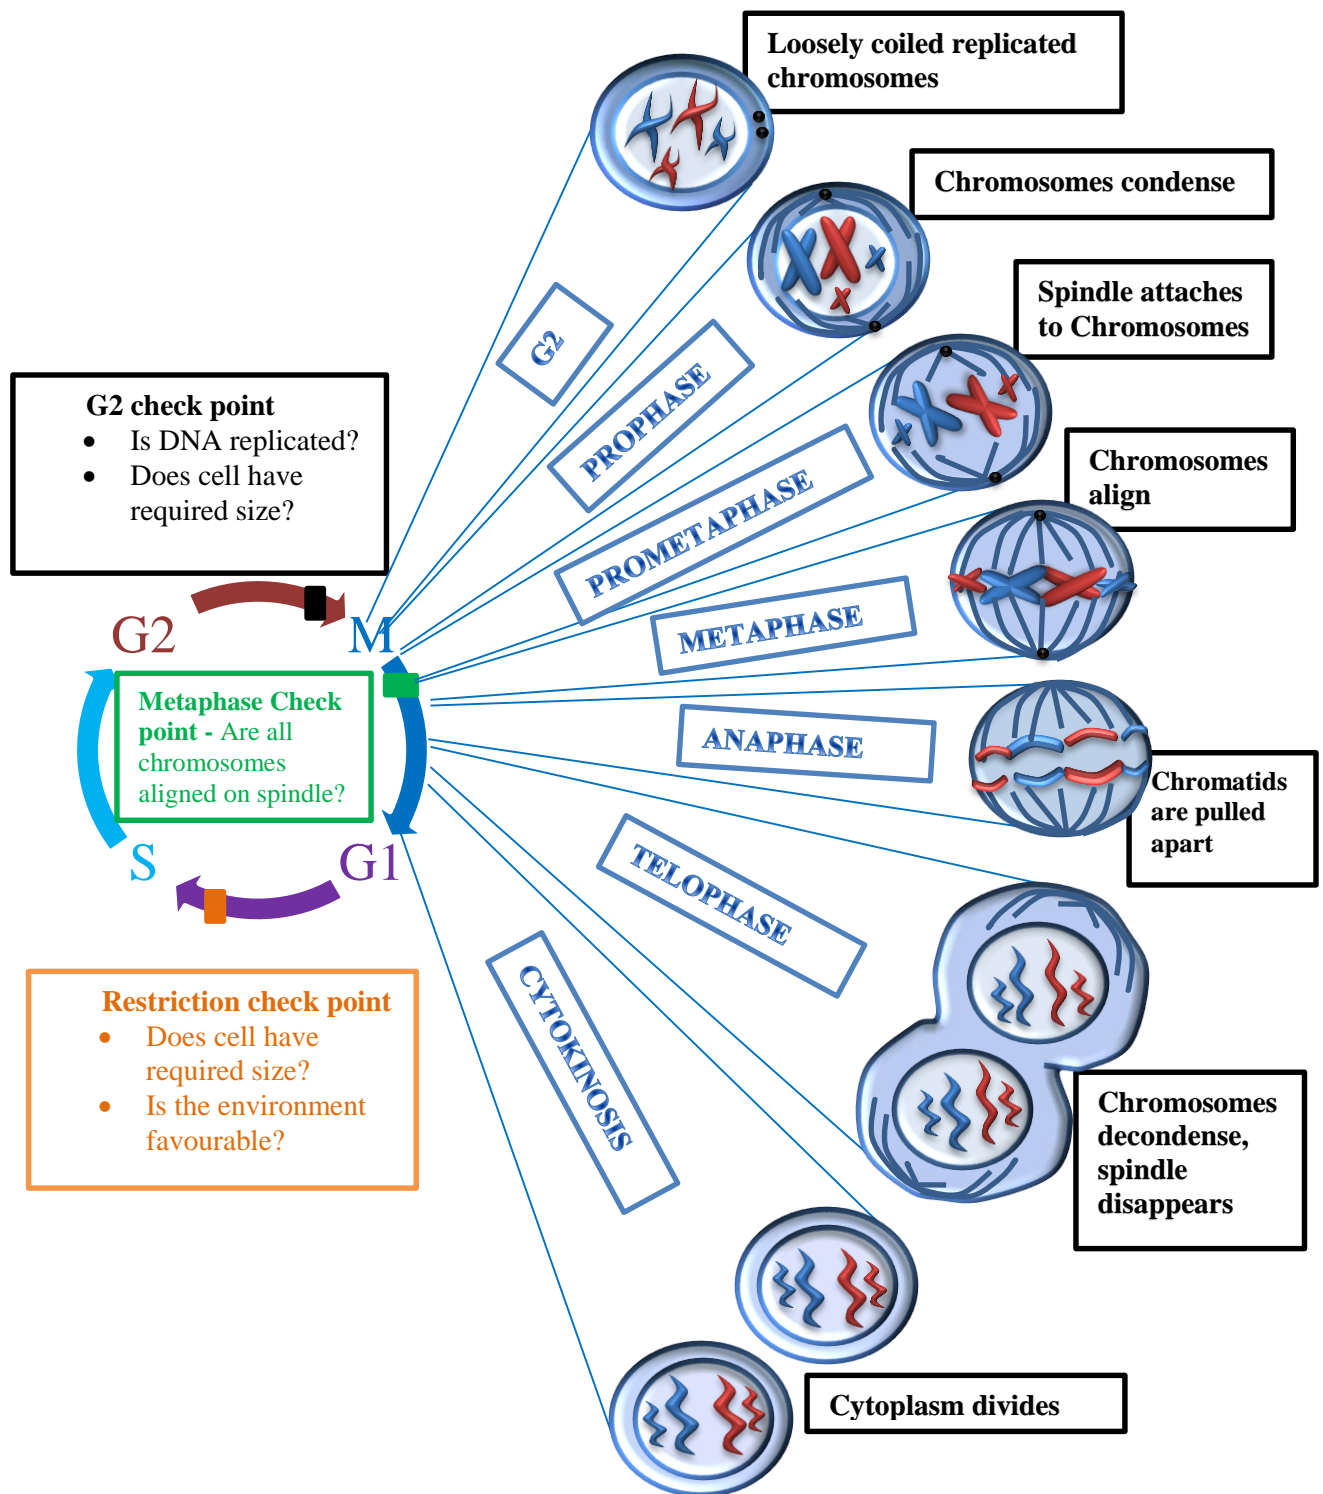 Loosely coiled replicated
chromosomes
Chromosomes condense
Spindle attaches
to Chromosomes
Chromosomes
align
G2
PROPHASE
PROMETAPHASE
METAPHASE
ANAPHASE
TELOPHASE
CYTOKINOSIS
G2 check point
• Is DNA replicated?
• Does cell have
required size?
G2
M
Metaphase Check
point - Are all
chromosomes
aligned on spindle?
S
G1
Chromatids
are pulled
apart
Restriction check point
• Does cell have
required size?
• Is the environment
favourable?
Chromosomes
decondense,
spindle
disappears
Cytoplasm divides